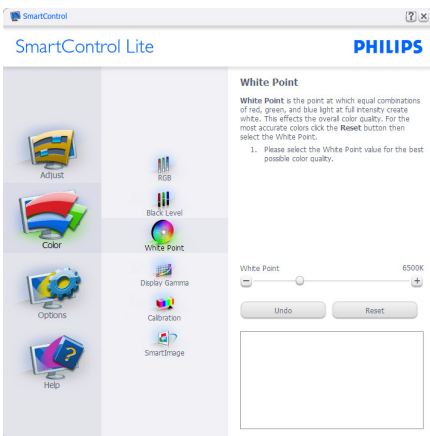 SmartControl
SmartControl Lite
PHILIPS
Adjust
Color
Options
Help
RGB
Black Level
White Point
Display Gamma
Calibration
SmartImage
White Point
White Point is the point at which equal combinations
of red, green, and blue light at full intensity create
white. This effects the overall color quality. For the
most accurate colors click the Reset button then
select the White Point.
1. Please select the White Point value for the best
possible color quality.
White Point 6500K
Undo Reset